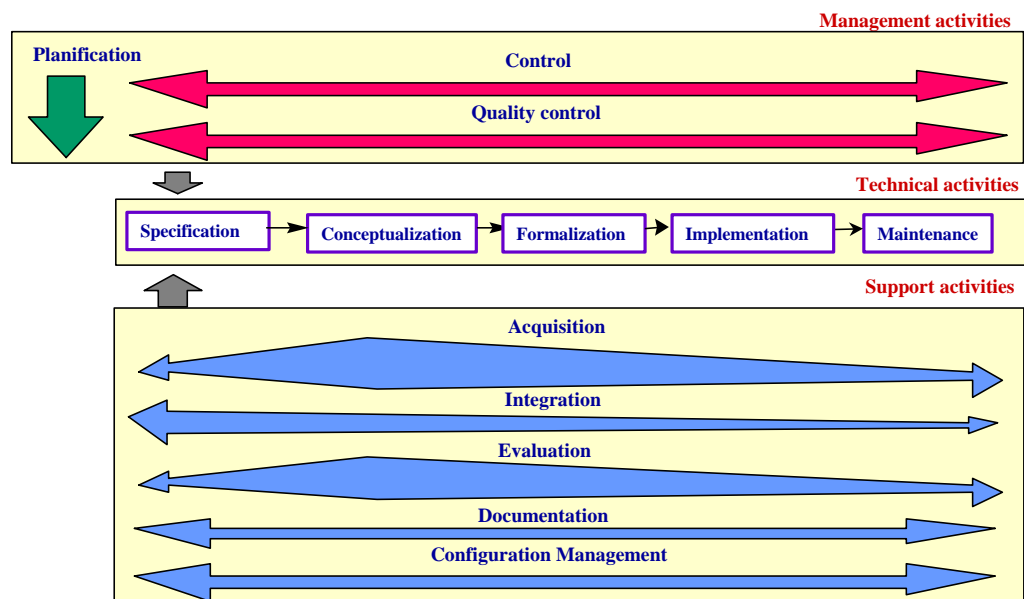 Management activities
Planification
Control
Quality control
Technical activities
Specification
Conceptualization
Formalization
Implementation
Maintenance
Support activities
Acquisition
Integration
Evaluation
Documentation
Configuration Management